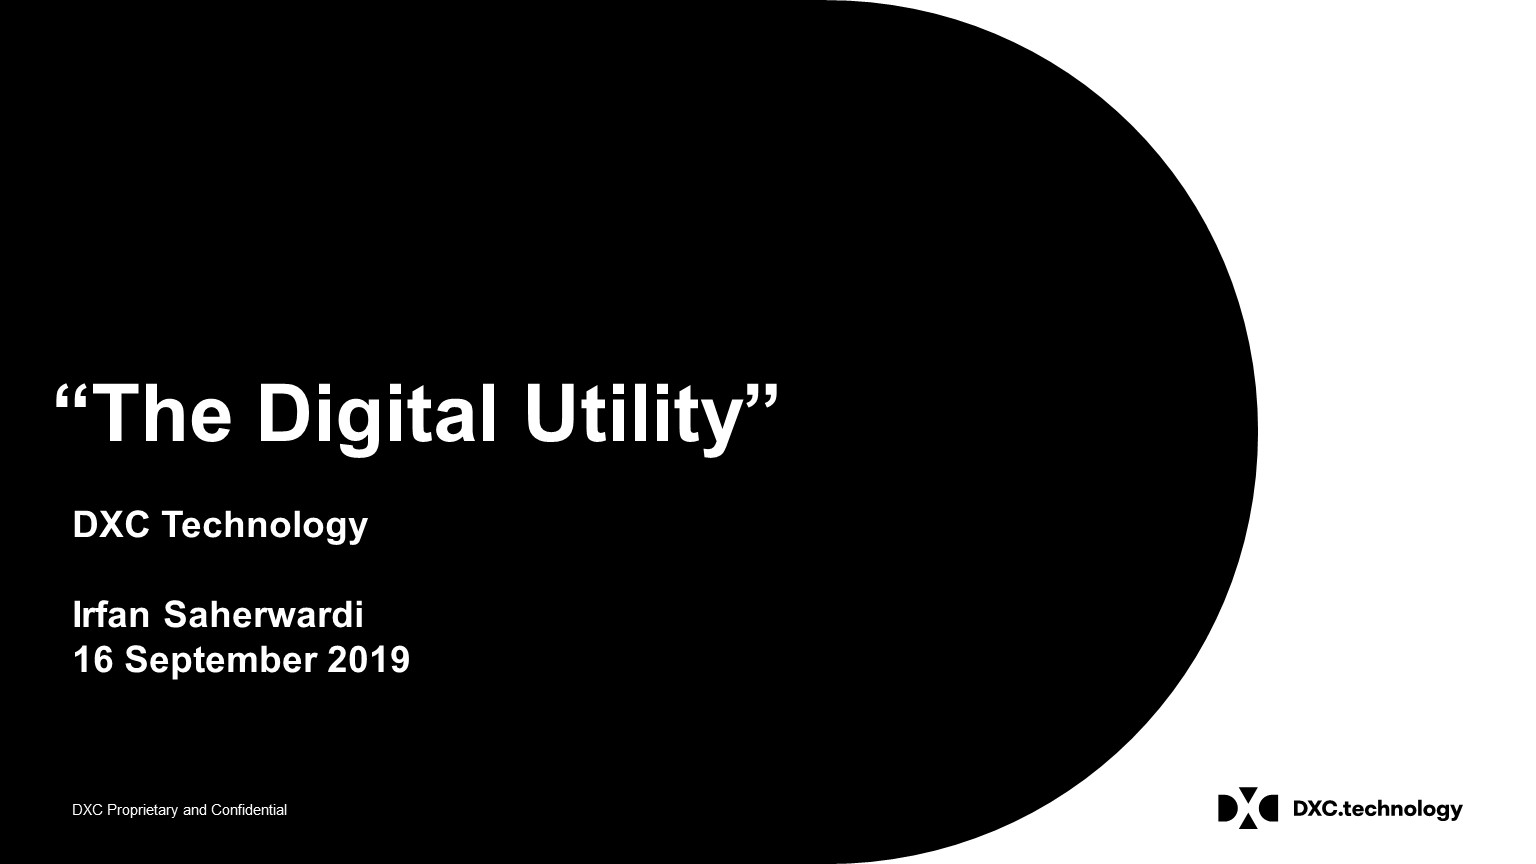 “The Digital Utility”
DXC Technology
Irfan Saherwardi
16 September 2019
DXC Proprietary and Confidential
DXC.technology